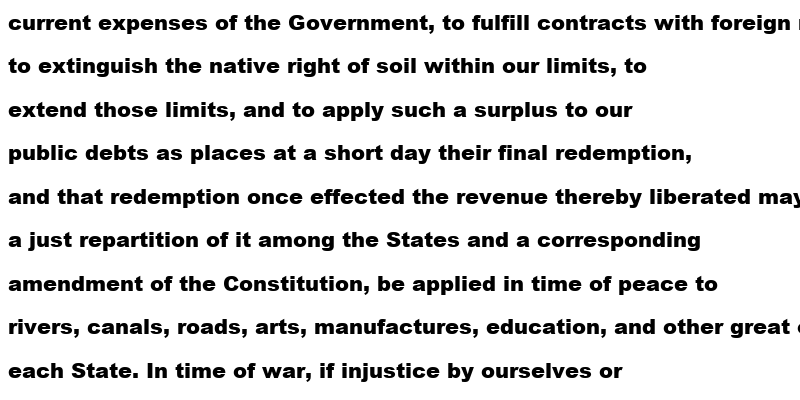 current expenses of the Government, to fulfill contracts with foreign
to extinguish the native right of soil within our limits, to
extend those limits, and to apply such a surplus to our
public debts as places at a short day their final redemption,
and that redemption once effected the revenue thereby liberated may
a just repartition of it among the States and a corresponding
amendment of the Constitution, be applied in time of peace to
rivers, canals, roads, arts, manufactures, education, and other great
each State. In time of war, if injustice by ourselves or